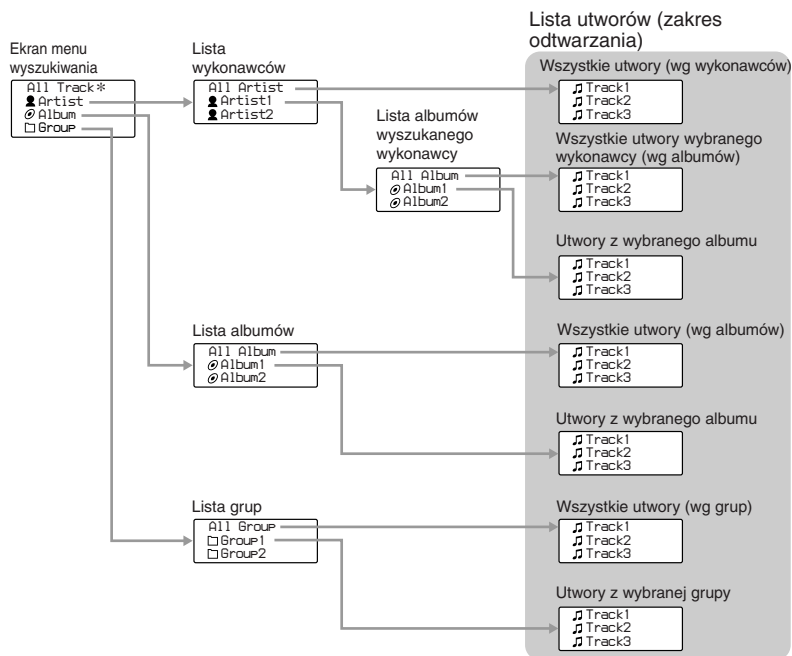 Lista utworów (zakres
odtwarzania)
Ekran menu
wyszukiwania
All Track*
Artist
Album
Group
Lista
wykonawców
All Artist
Artist1
Artist2
Lista albumów
wyszukanego
wykonawcy
All Album
Album1
Album2
Wszystkie utwory (wg wykonawców)
Track1
Track2
Track3
Wszystkie utwory wybranego
wykonawcy (wg albumów)
Track1
Track2
Track3
Utwory z wybranego albumu
Track1
Track2
Track3
Lista albumów
All Album
Album1
Album2
Wszystkie utwory (wg albumów)
Track1
Track2
Track3
Utwory z wybranego albumu
Track1
Track2
Track3
Lista grup
All Group
Group1
Group2
Wszystkie utwory (wg grup)
Track1
Track2
Track3
Utwory z wybranej grupy
Track1
Track2
Track3